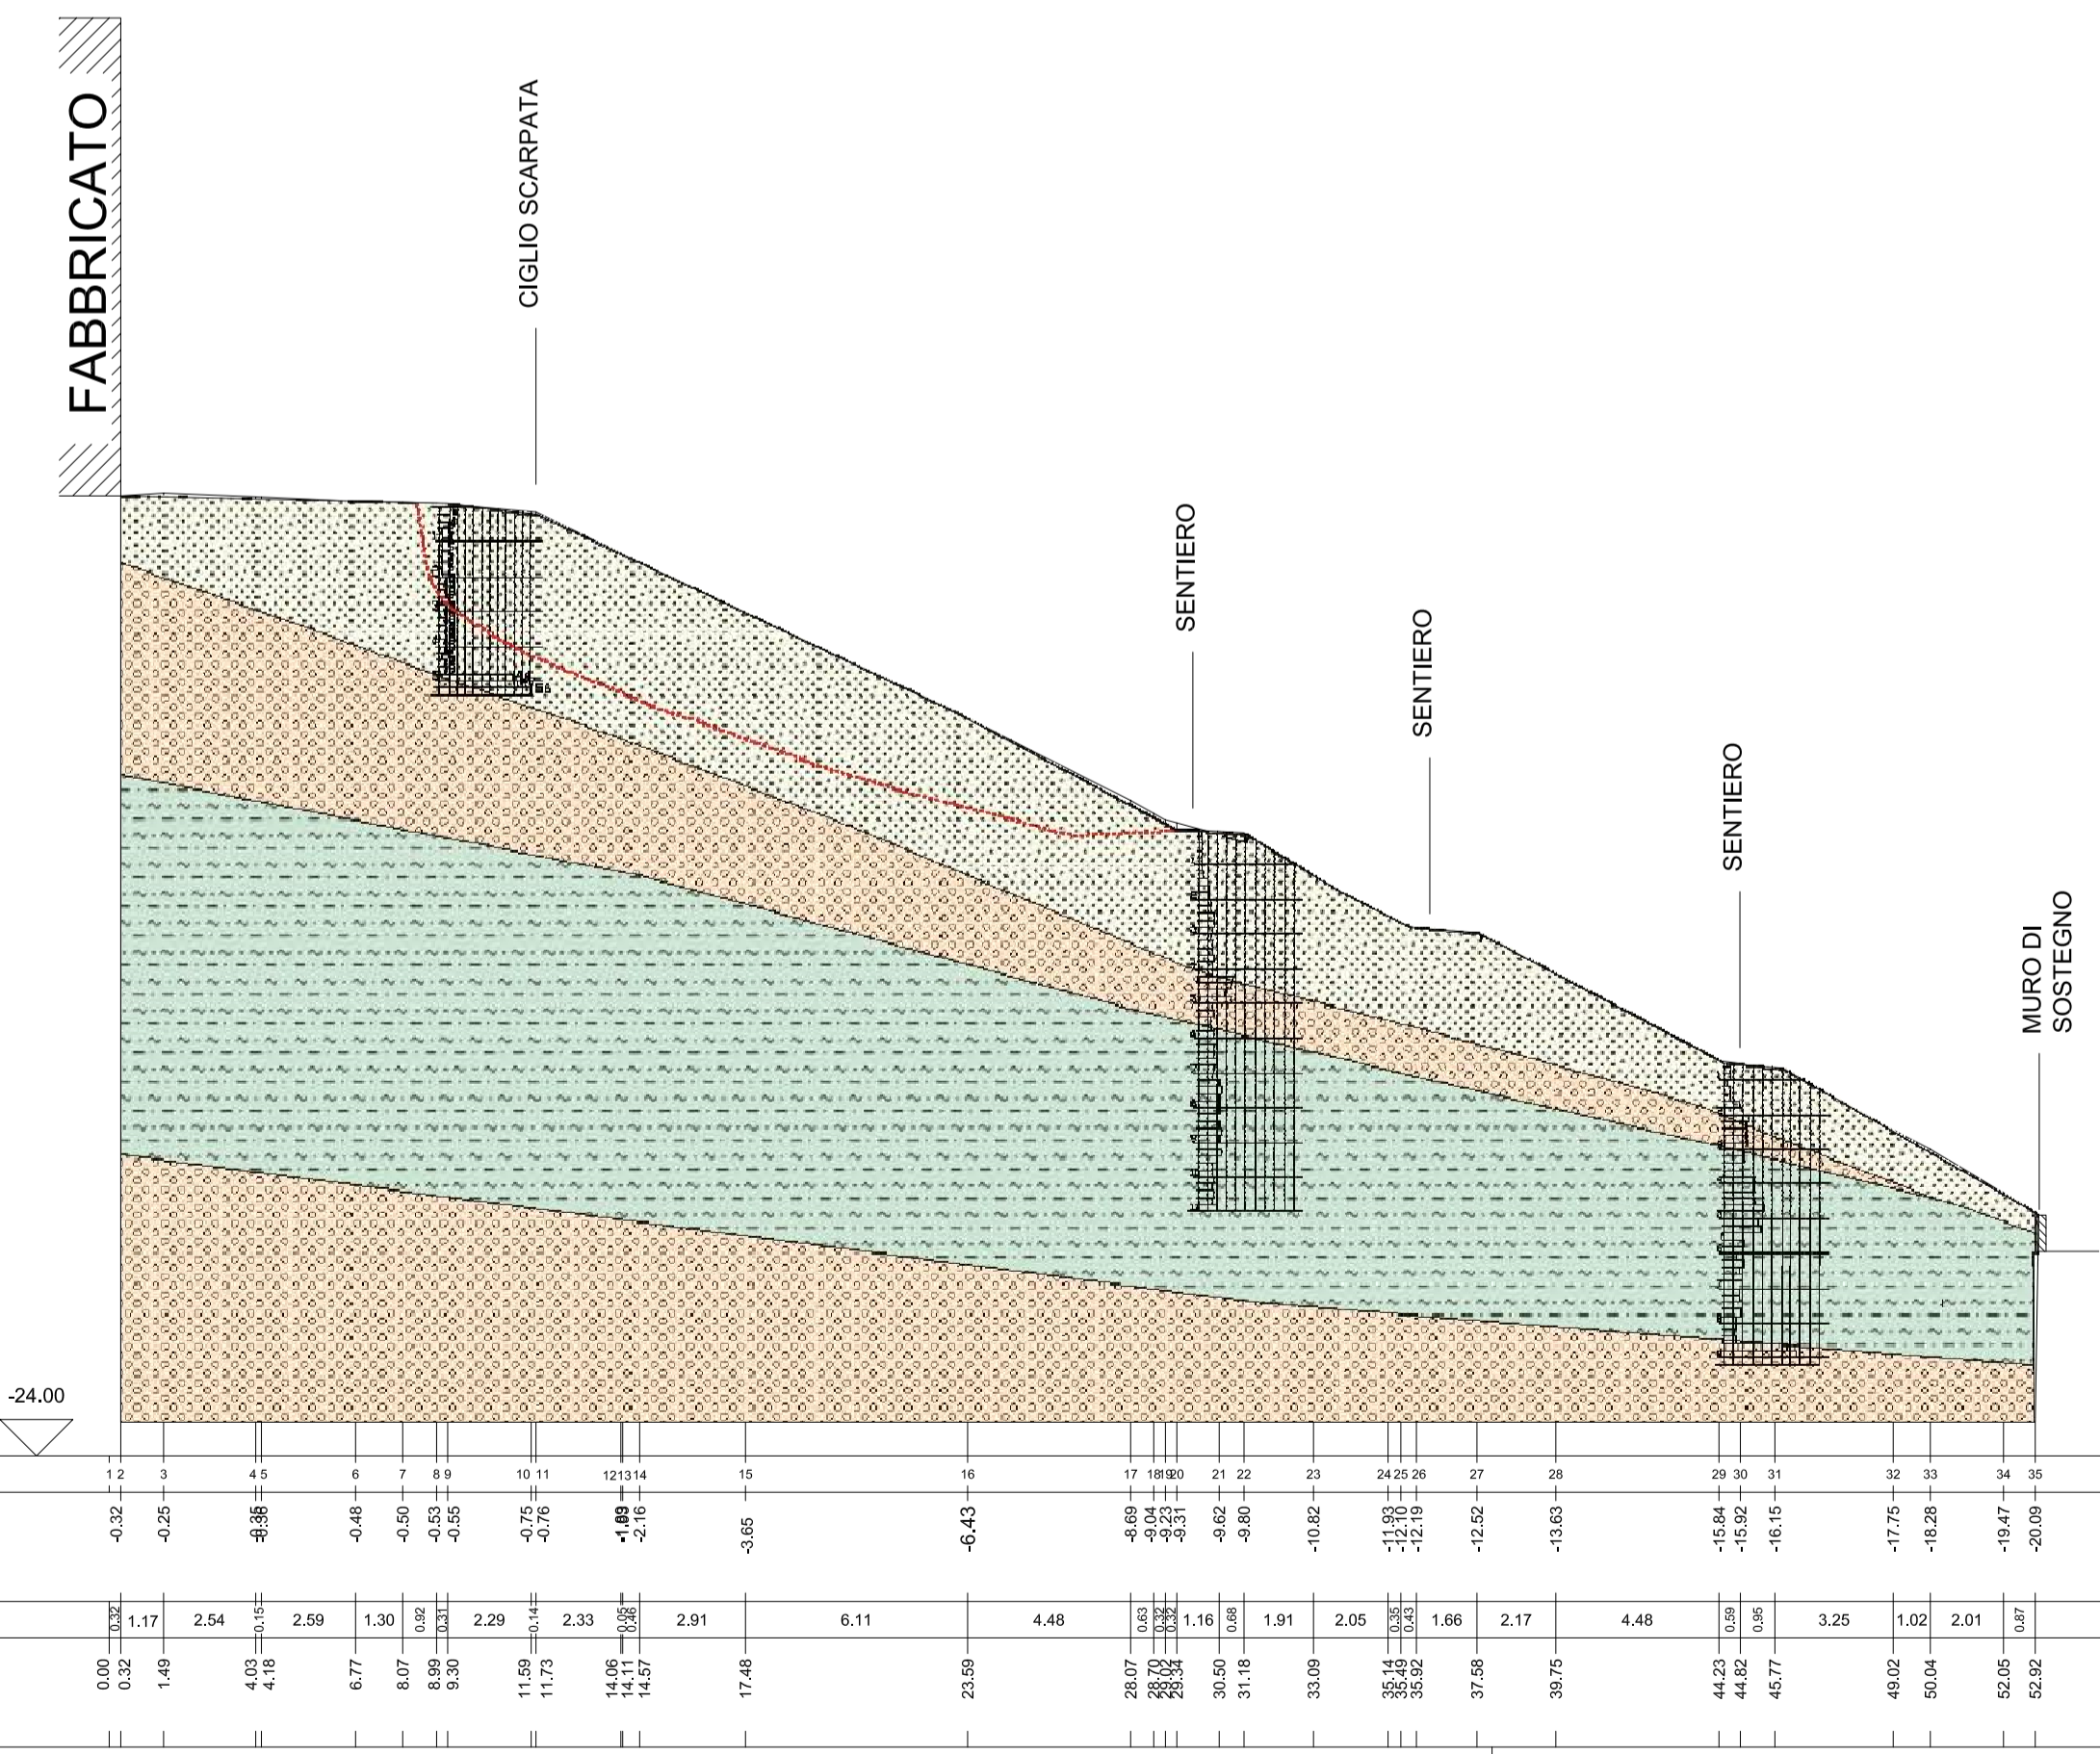 FABBRICATO
CIGLIO SCARPATA
SENTIERO
SENTIERO
SENTIERO
MURO DI
SOSTEGNO
-24.00
1 2 3 4 5 6 7 8 9 10 11 12 13 14 15 16 17 18 19 20 21 22 23 24 25 26 27 28 29 30 31 32 33 34 35
-0.32 -0.25 -0.48 -0.50 -0.53 -0.55 -0.75 -0.76 -2.16 -3.65 -6.43 -8.69 -9.04 -9.23 -9.31 -9.62 -9.80 -10.82 -11.93 -12.10 -12.19 -12.52 -13.63 -15.84 -15.92 -16.15 -17.75 -18.28 -19.47 -20.09
0.32 1.17 2.54 0.15 2.59 1.30 0.92 0.31 2.29 0.14 2.33 0.05 0.46 2.91 6.11 4.48 0.63 0.32 0.32 1.16 0.68 1.91 2.05 0.35 0.43 1.66 2.17 4.48 0.59 0.95 3.25 1.02 2.01 0.87
0.00 0.32 1.49 4.03 4.18 6.77 8.07 8.99 9.30 11.59 11.73 14.06 14.11 14.57 17.48 23.59 28.07 28.70 29.02 29.34 30.50 31.18 33.09 35.14 35.49 35.92 37.58 39.75 44.23 44.82 45.77 49.02 50.04 52.05 52.92